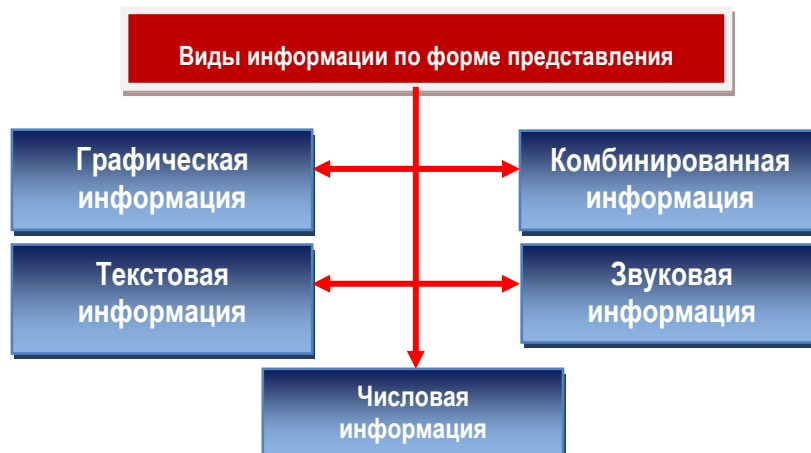 Виды информации по форме представления
Графическая
информация
Комбинированная
информация
Текстовая
информация
Звуковая
информация
Числовая
информация